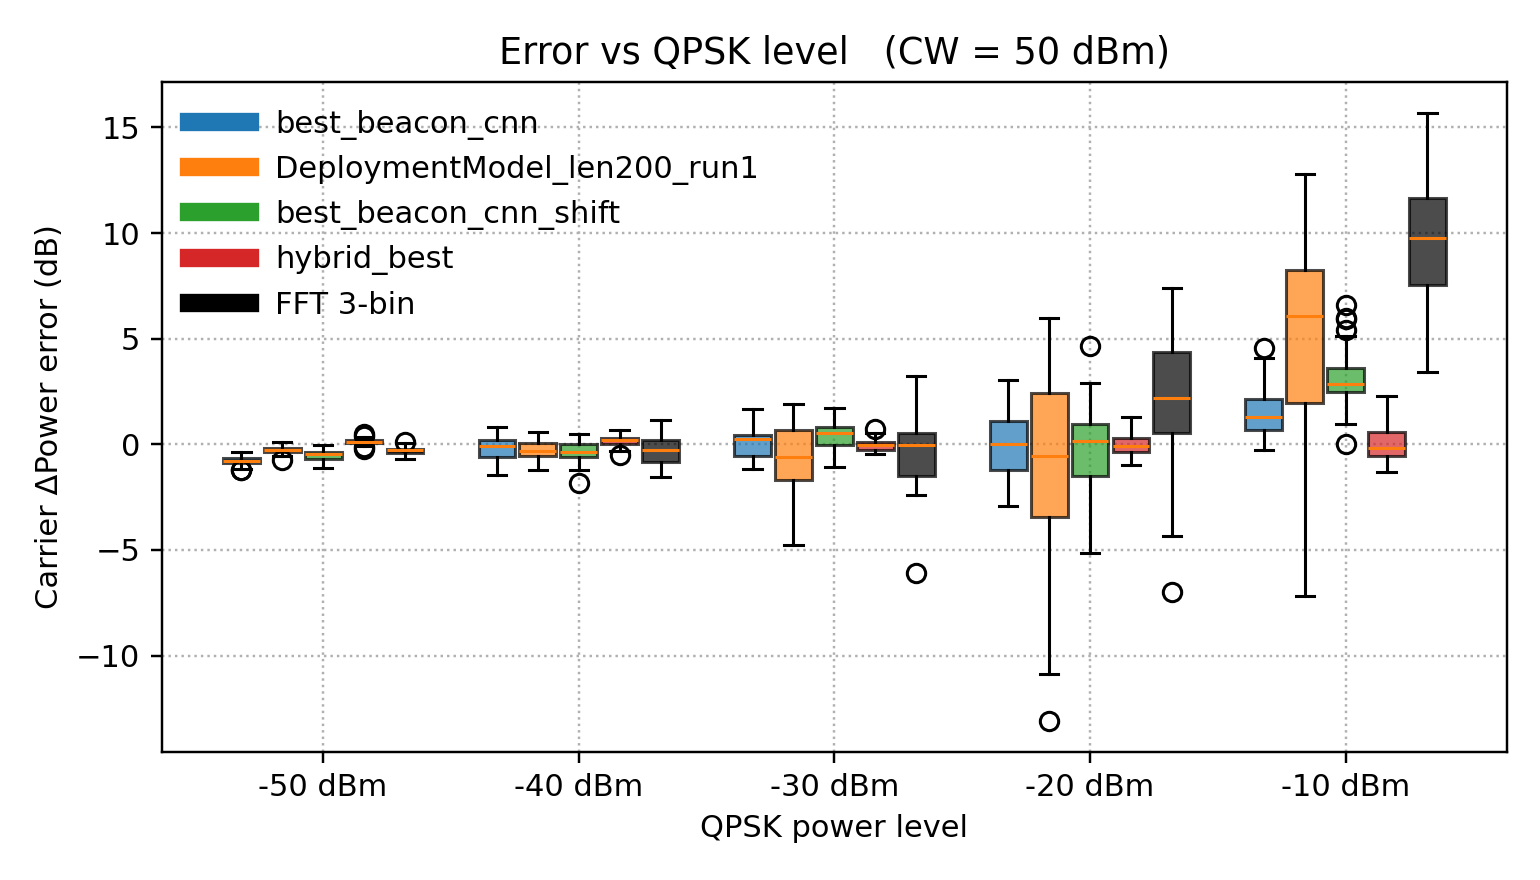 Error vs QPSK level (CW = 50 dBm)
best_beacon_cnn
DeploymentModel_len200_run1
best_beacon_cnn_shift
hybrid_best
FFT 3-bin
Carrier ΔPower error (dB)
15
10
5
0
−5
−10
-50 dBm -40 dBm -30 dBm -20 dBm -10 dBm
QPSK power level